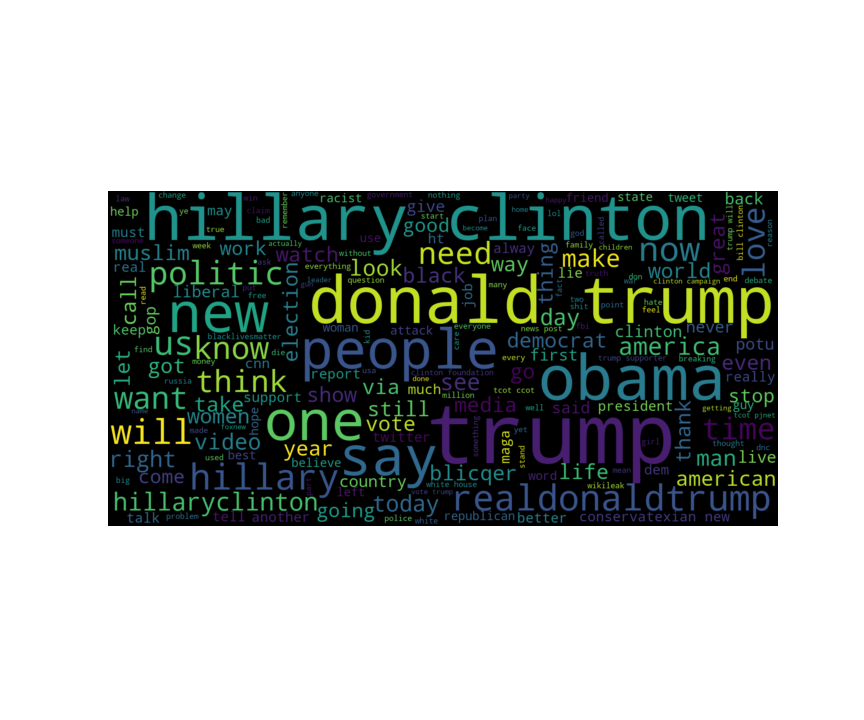 law
change
hillary clinton
win
claim
remember
anyone
racist
nothing
government
party
happy
friend
state
tweet
back
help
ye
may
give
start
plan
home
lol
god
face
called
true
good
become
must
someone
week
actually
ht
use
great
trump will
bill clinton
love
reason
muslim
work
watch
without
need
alway
thing
family
children
make
now
real
ask
everything
look
black
way
lie
truth
world
end
debate
politic
question
leader
job
many
fact
don
war
clinton campaign
call
read
liberal
free
donald trump
two
shit
point
hate
feel
gop
new
election
day
keep
blacklivesmatter
woman
attack
care
everyone
news post
fbi
clinton
never
us
know
people
democrat
america
potu
find
die
kid
first
even
let
got
money
cnn
report
usa
clinton foundation
see
every
go
trump supporter
breaking
really
russia
think
done
obama
want
take
support
show
via
much
million
tcot ccot
stop
name
women
hope
one
still
media
something
well
said
president
getting
guy
tcot pjnet
made
foxnew
vote
twitter
trump
yet
girl
thank
time
will
used
video
year
say
maga
stand
thought
dnc
right
best
believe
man
live
big
come
hillary
country
left
blicqer
white house
word
life
dem
mean
wikileak
american
hillaryclinton
going
today
vote trump
realdonaldtrump
talk
problem
tell another
police
white
republican
better
conservatexian new